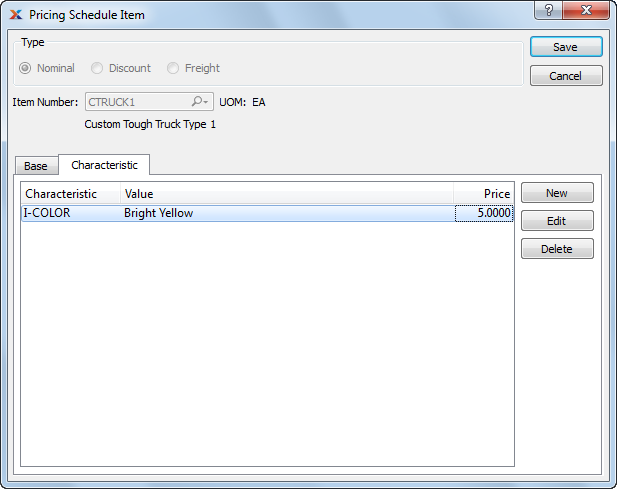 Pricing Schedule Item
Type
Nominal Discount Freight
Save
Cancel
Item Number: CTRUCK1 UOM: EA
Custom Tough Truck Type 1
Base Characteristic
Characteristic Value Price
I-COLOR Bright Yellow 5.0000
New
Edit
Delete